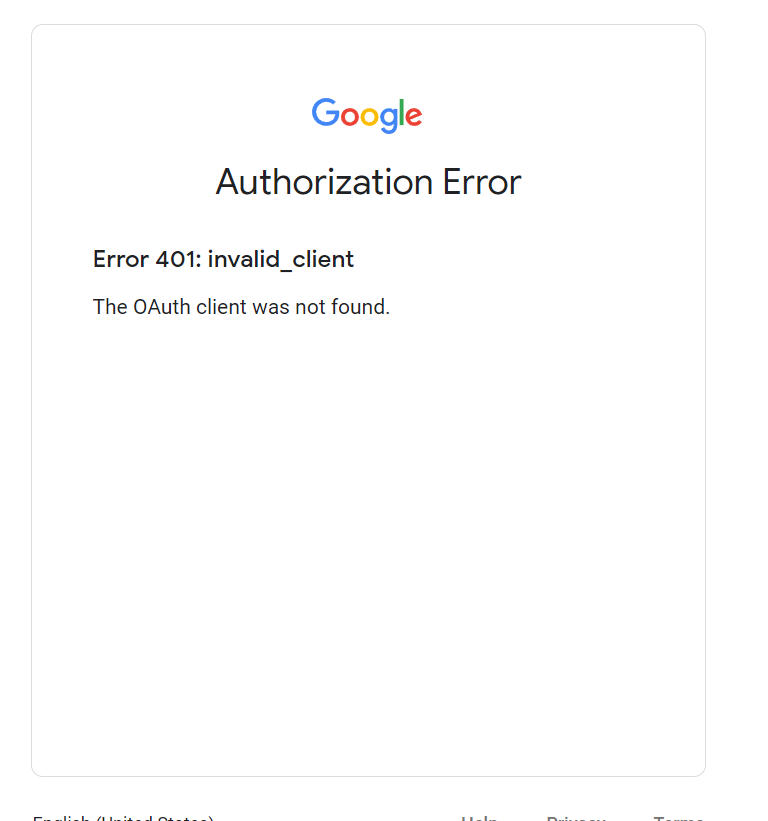 Google
Authorization Error
Error 401: invalid_client
The OAuth client was not found.
English (United States)
Help Privacy Terms